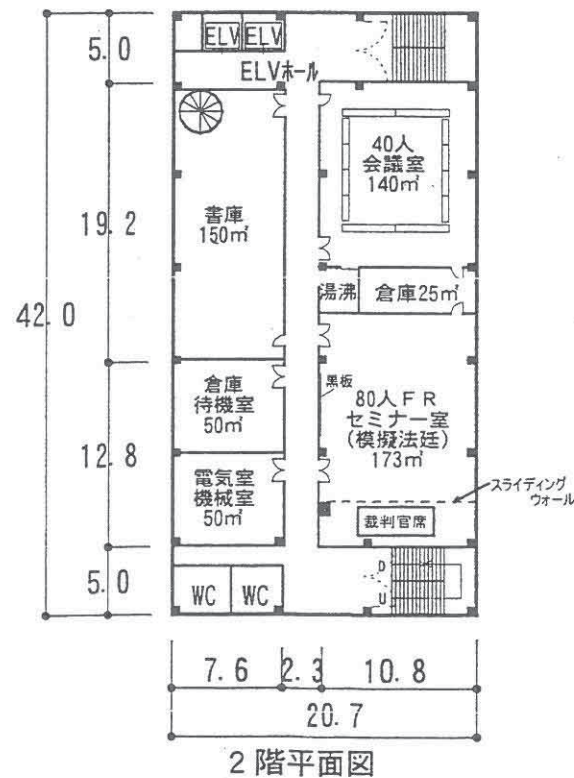 5.0
19.2
42.0
12.8
5.0
ELV ELV
ELVホール
40人
会議室
140㎡
書庫
150㎡
湯沸
倉庫25㎡
倉庫
待機室
50㎡
黒板
80人FR
セミナー室
(模擬法廷)
173㎡
電気室
機械室
50㎡
スライディング
ウォール
裁判官席
WC WC
D
U
7.6 2.3 10.8
20.7
2階平面図